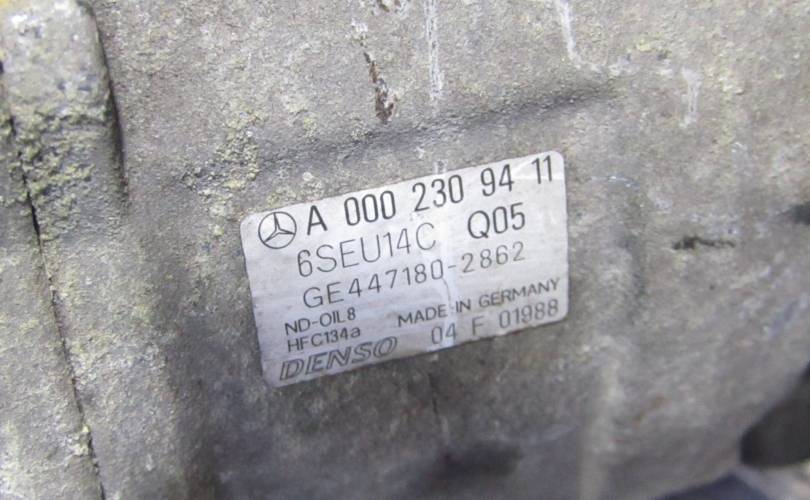 A 000 230 94 11
6SEU14C Q05
GE447180-2862
ND-OIL8
HFC134a
MADE IN GERMANY
DENSO
04 F 01988